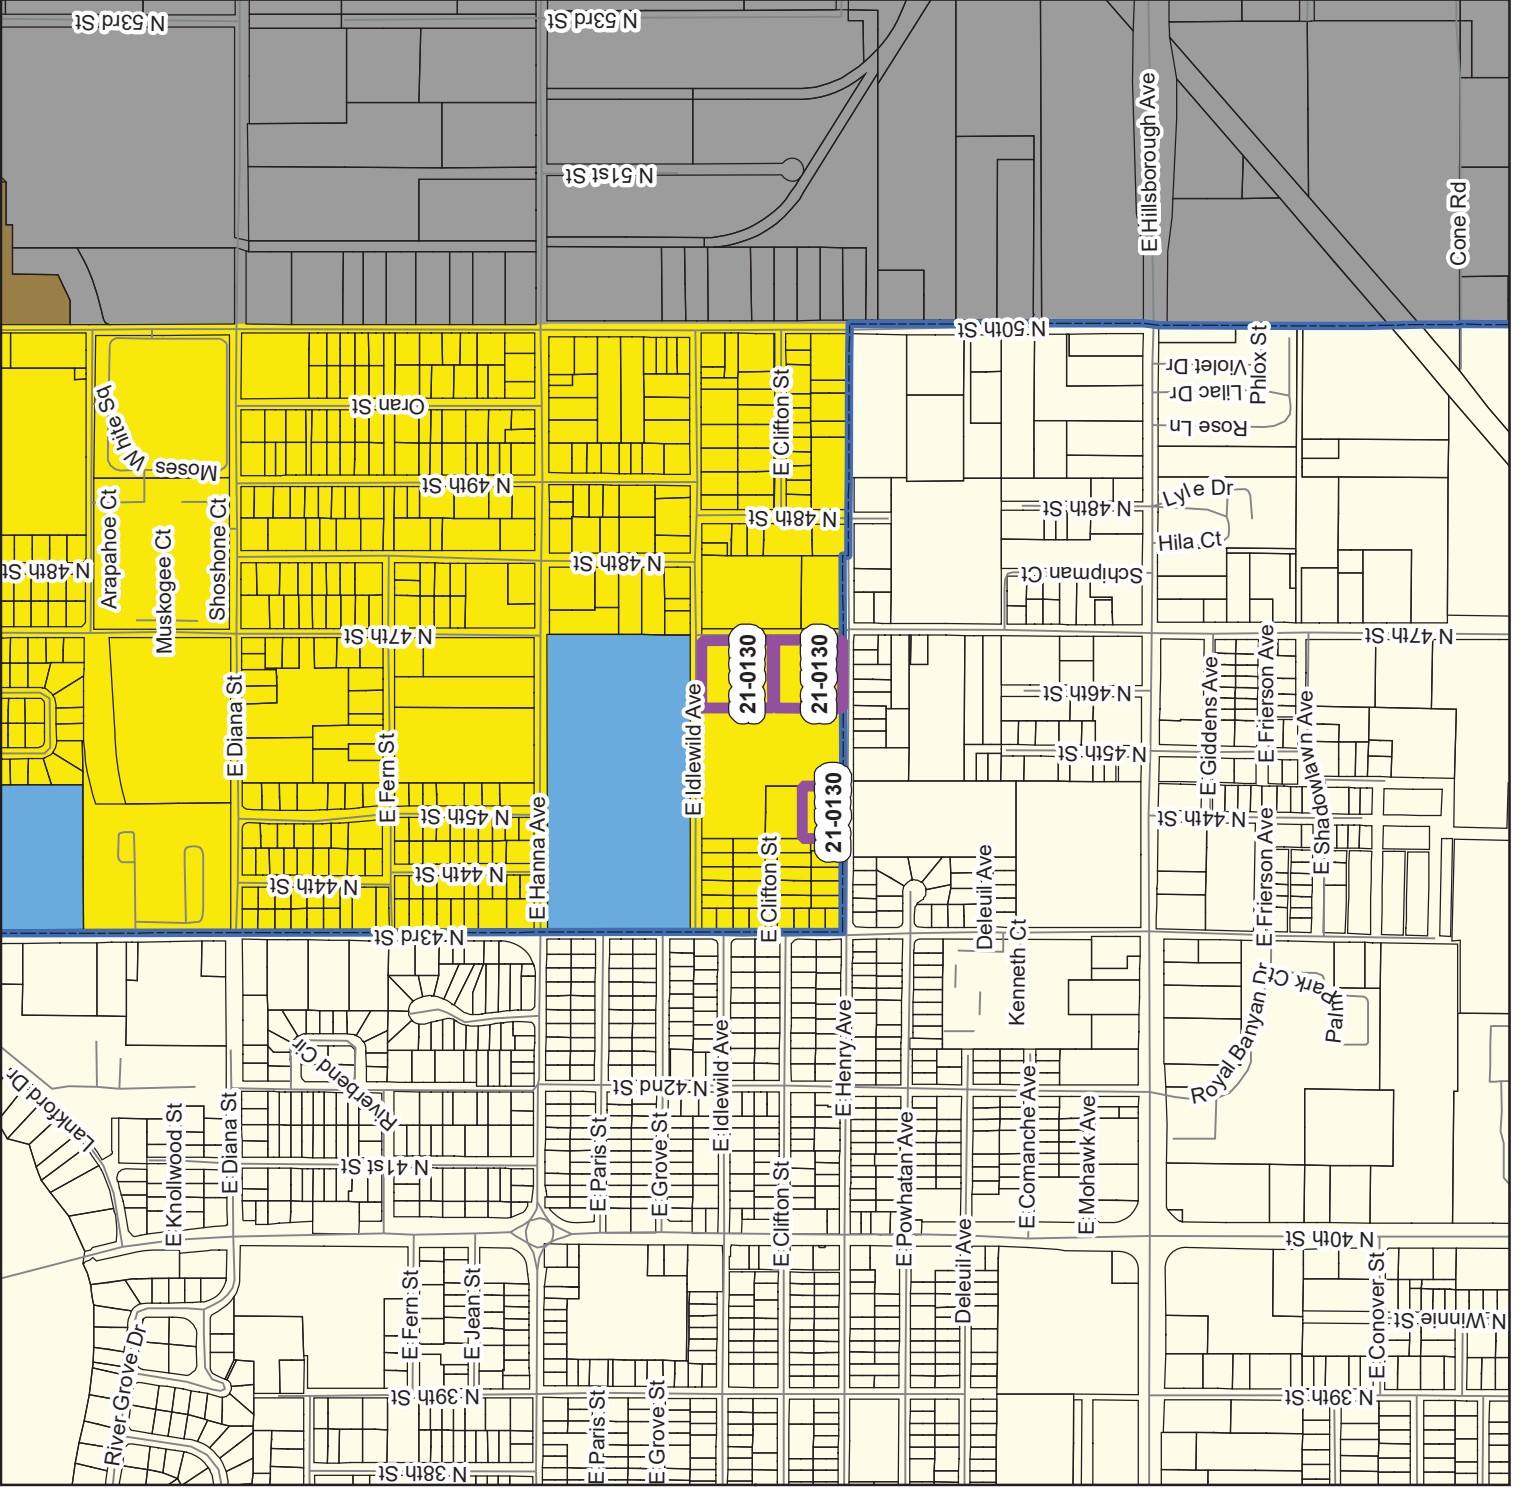 N 53rd St
N 53rd St
E Hillsborough Ave
N 51st St
Cone Rd
N 50th St
Phlox St
Violet Dr
Lilac Dr
Rose Ln
E Clifton St
Oran St
White Sq
Moses
N 49th St
Arapahoe Ct
Shoshone Ct
Muskogee Ct
N 48th St
N 48th St
N 48th St
N 48th St
Lyle Dr
Hila Ct
Schipman Ct
N 47th St
N 47th St
21-0130
21-0130
21-0130
E Diana St
E Fern St
E Idlewild Ave
N 46th St
N 45th St
E Giddens Ave
E Frierson Ave
E Shadowlawn Ave
N 45th St
N 44th St
N 44th St
N 44th St
E Hanna Ave
E Clifton St
Deleuil Ave
E Frierson Ave
N 43rd St
Kenneth Ct
Royal Banyan Dr
Park Ct
Palm
Lankford Dr
Riverbend Cir
E Knollwood St
E Diana St
N 42nd St
E Idlewild Ave
E Henry Ave
N 41st St
E Paris St
E Grove St
E Clifton St
E Powhatan Ave
Deleuil Ave
E Comanche Ave
E Mohawk Ave
N 40th St
River Grove Dr
E Fern St
E Jean St
E Conover St
N Winnie St
N 39th St
N 39th St
E Paris St
E Grove St
N 38th St